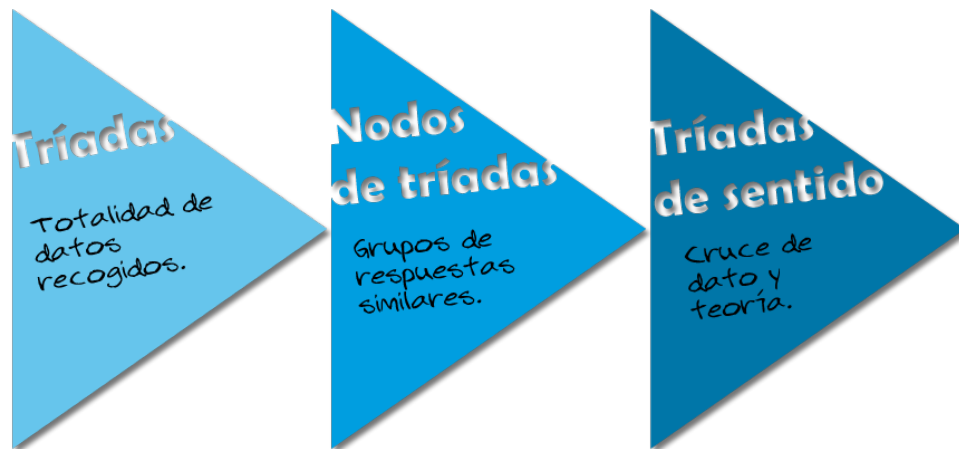 Tríadas
Totalidad de
datos
recogidos.
Nodos
de tríadas
Grupos de
respuestas
similares.
Tríadas
de sentido
Cruce de
dato y
teoría.